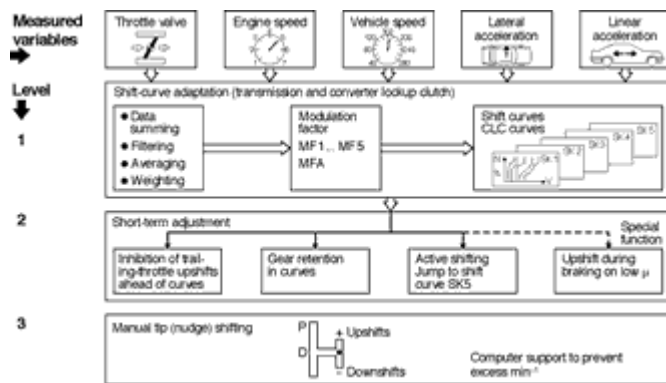 Measured variables
Throttle valve
Engine speed
Vehicle speed
Lateral acceleration
Linear acceleration
Level
Shift-curve adaptation (transmission and converter lookup clutch)
1
• Data summing
• Filtering
• Averaging
• Weighting
Modulation factor
MF1... MF5
MFA
Shift curves
CLC curves
SK 1
SK 2
SK 3
SK 4
SK 5
2
Short-term adjustment
Special function
Inhibition of trail-
ing-throttle upshifts
ahead of curves
Gear retention
in curves
Active shifting
Jump to shift
curve SK5
Upshift during
braking on low μ
3
Manual tip (nudge) shifting
P
D
+ Upshifts
- Downshifts
Computer support to prevent
excess min⁻¹